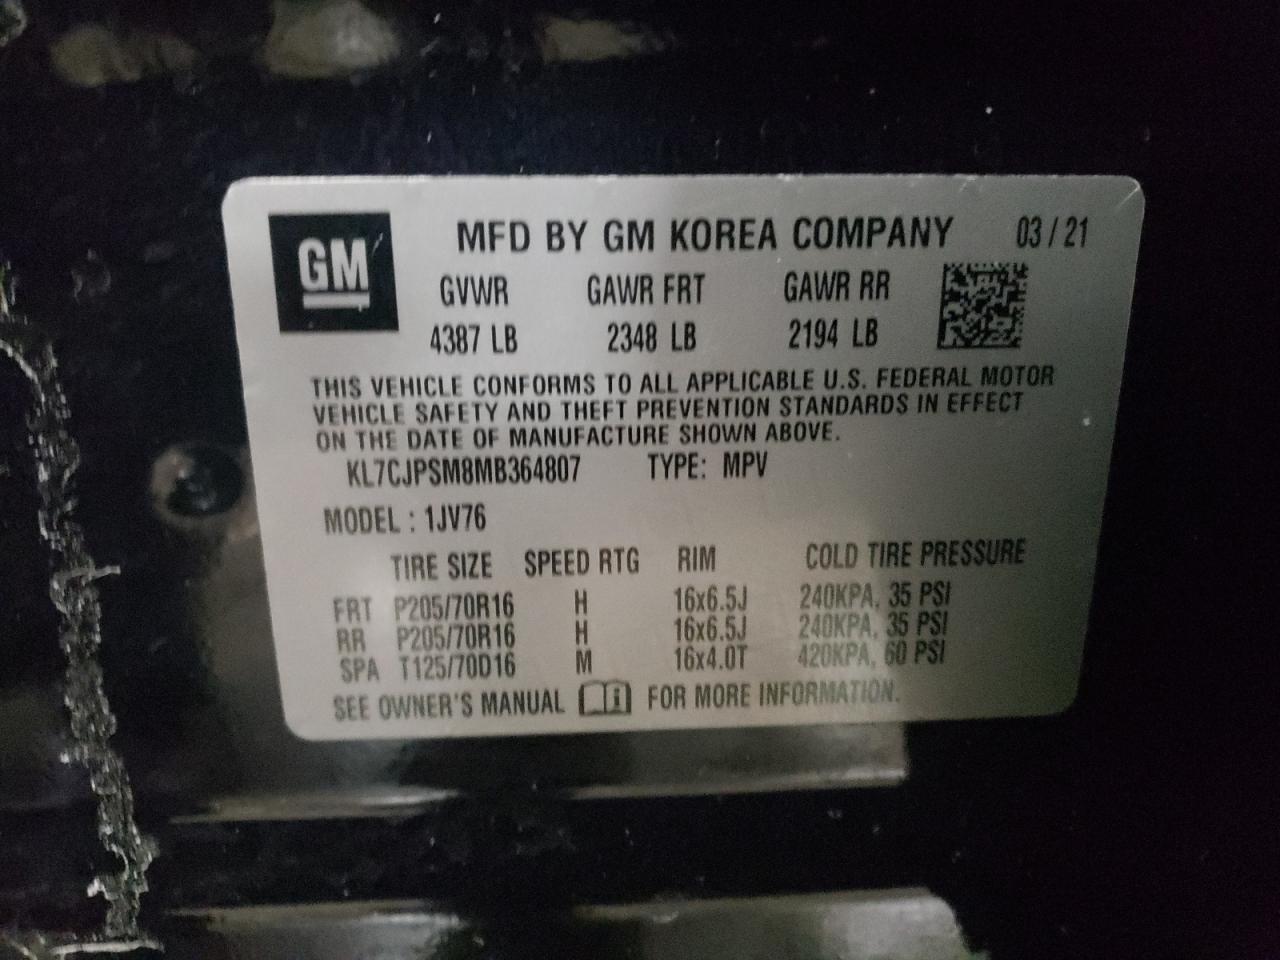 GM
MFD BY GM KOREA COMPANY 03 / 21
GVWR GAWR FRT GAWR RR
4387 LB 2348 LB 2194 LB
THIS VEHICLE CONFORMS TO ALL APPLICABLE U.S. FEDERAL MOTOR
VEHICLE SAFETY AND THEFT PREVENTION STANDARDS IN EFFECT
ON THE DATE OF MANUFACTURE SHOWN ABOVE.
KL7CJPSM8MB364807 TYPE: MPV
MODEL : 1JV76
TIRE SIZE SPEED RTG RIM COLD TIRE PRESSURE
FRT P205/70R16 H 16x6.5J 240KPA, 35 PSI
RR P205/70R16 H 16x6.5J 240KPA, 35 PSI
SPA T125/70D16 M 16x4.0T 420KPA, 60 PSI
SEE OWNER'S MANUAL FOR MORE INFORMATION.